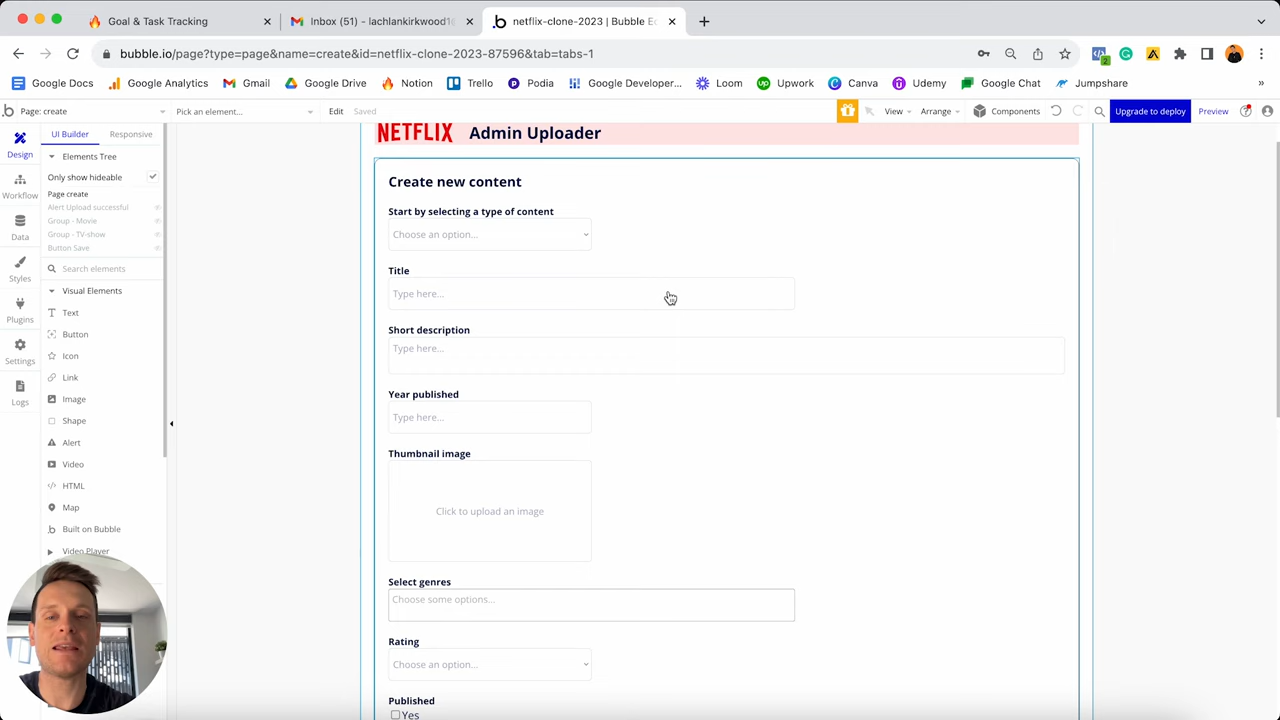 Goal & Task Tracking
Inbox (51) - lachlankirkwood1
netflix-clone-2023 | Bubble Ec
bubble.io/page?type=page&name=create&id=netflix-clone-2023-87596&tab=tabs-1
Google Docs
Google Analytics
Gmail
Google Drive
Notion
Trello
Podia
Google Developer...
Loom
Upwork
Canva
Udemy
Google Chat
Jumpshare
»
Page: create
Pick an element...
Edit
Saved
View
Arrange
Components
Upgrade to deploy
Preview
Design
Workflow
Data
Styles
Plugins
Settings
Logs
UI Builder
Responsive
Elements Tree
Only show hideable
Page create
Alert Upload successful
Group - Movie
Group - TV-show
Button Save
Search elements
Visual Elements
Text
Button
Icon
Link
Image
Shape
Alert
Video
HTML
Map
Built on Bubble
Video Player
NETFLIX Admin Uploader
Create new content
Start by selecting a type of content
Choose an option...
Title
Type here...
Short description
Type here...
Year published
Type here...
Thumbnail image
Click to upload an image
Select genres
Choose some options...
Rating
Choose an option...
Published
Yes